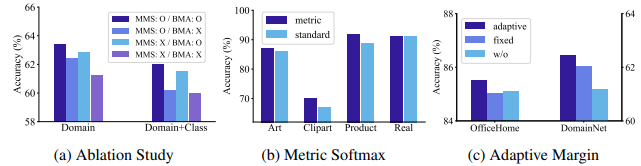 66
64
62
60
58
Accuracy (%)
MMS: O / BMA: O
MMS: O / BMA: X
MMS: X / BMA: O
MMS: X / BMA: X
Domain
Domain+Class
(a) Ablation Study
100
90
80
70
Accuracy (%)
metric
standard
Art
Clipart
Product
Real
(b) Metric Softmax
88
86
84
Accuracy (%)
adaptive
fixed
w/o
64
62
60
OfficeHome
DomainNet
(c) Adaptive Margin